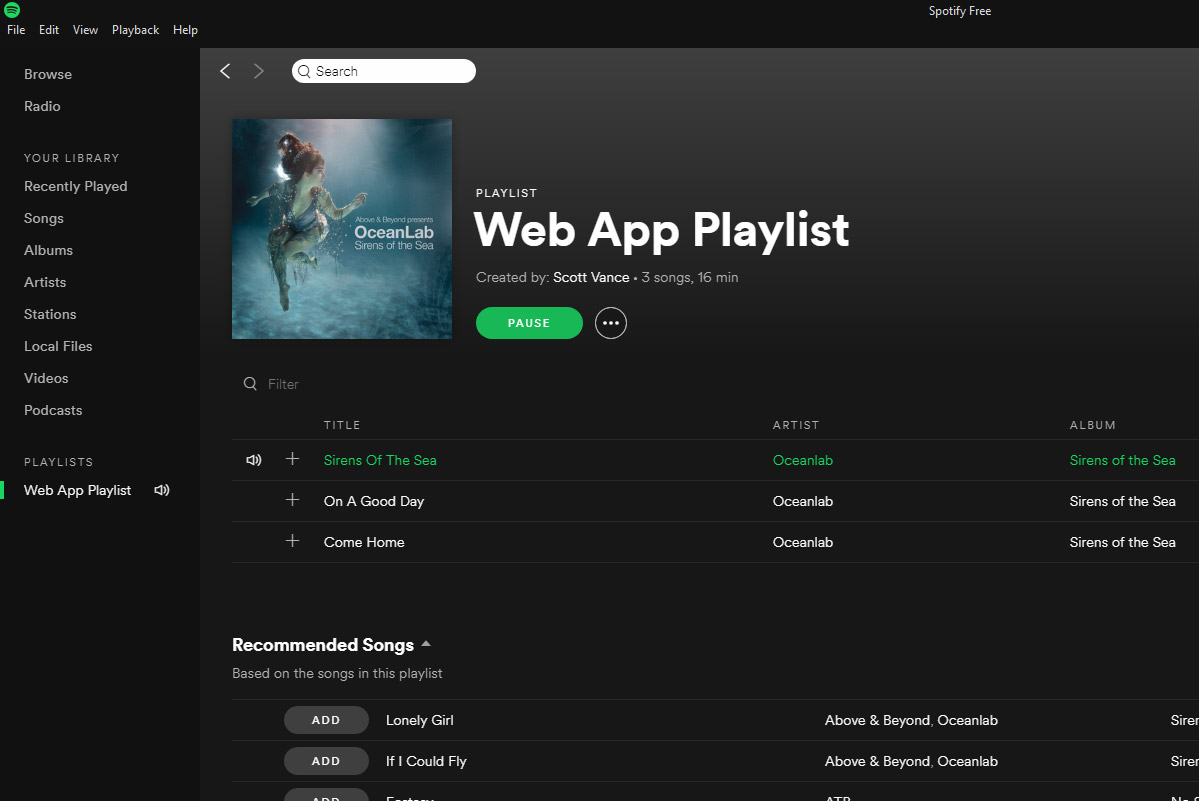 Spotify Free
File Edit View Playback Help
Browse
Radio
YOUR LIBRARY
Recently Played
Songs
Albums
Artists
Stations
Local Files
Videos
Podcasts
PLAYLISTS
Web App Playlist
Search
Above & Beyond presents
OceanLab
Sirens of the Sea
PLAYLIST
Web App Playlist
Created by: Scott Vance • 3 songs, 16 min
PAUSE
Filter
TITLE ARTIST ALBUM
Sirens Of The Sea Oceanlab Sirens of the Sea
On A Good Day Oceanlab Sirens of the Sea
Come Home Oceanlab Sirens of the Sea
Recommended Songs
Based on the songs in this playlist
ADD Lonely Girl Above & Beyond, Oceanlab Siren
ADD If I Could Fly Above & Beyond, Oceanlab Siren
ADD ATB